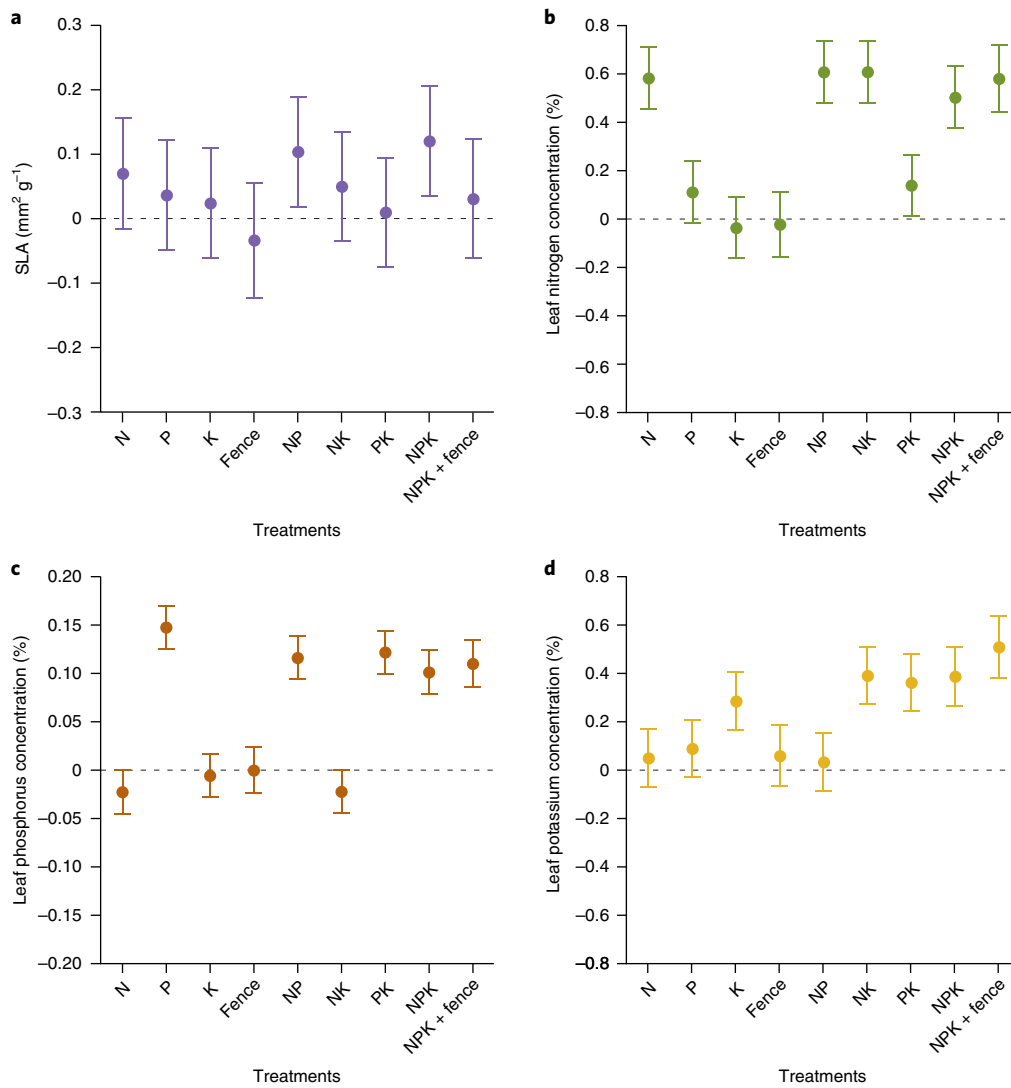 a
0.3
0.2
0.1
0
–0.1
–0.2
–0.3
SLA (mm² g⁻¹)
N
P
K
Fence
NP
NK
PK
NPK
NPK + fence
Treatments
b
0.8
0.6
0.4
0.2
0
–0.2
–0.4
–0.6
–0.8
Leaf nitrogen concentration (%)
N
P
K
Fence
NP
NK
PK
NPK
NPK + fence
Treatments
c
0.20
0.15
0.10
0.05
0
–0.05
–0.10
–0.15
–0.20
Leaf phosphorus concentration (%)
N
P
K
Fence
NP
NK
PK
NPK
NPK + fence
Treatments
d
0.8
0.6
0.4
0.2
0
–0.2
–0.4
–0.6
–0.8
Leaf potassium concentration (%)
N
P
K
Fence
NP
NK
PK
NPK
NPK + fence
Treatments